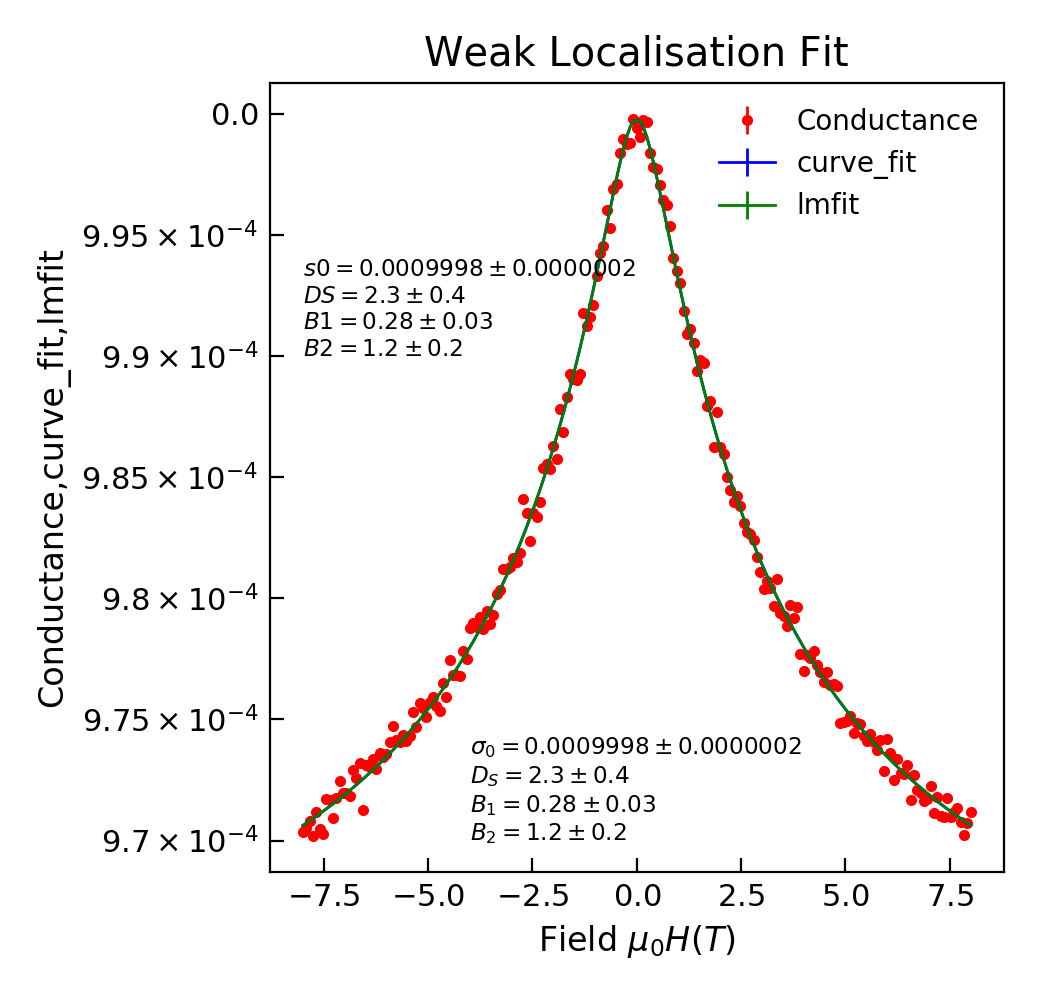 Weak Localisation Fit
Conductance,curve_fit,lmfit
0.0
9.95 × 10⁻⁴
9.9 × 10⁻⁴
9.85 × 10⁻⁴
9.8 × 10⁻⁴
9.75 × 10⁻⁴
9.7 × 10⁻⁴
Conductance
curve_fit
lmfit
s0 = 0.0009998 ± 0.0000002
DS = 2.3 ± 0.4
B1 = 0.28 ± 0.03
B2 = 1.2 ± 0.2
σ₀ = 0.0009998 ± 0.0000002
D_S = 2.3 ± 0.4
B₁ = 0.28 ± 0.03
B₂ = 1.2 ± 0.2
−7.5 −5.0 −2.5 0.0 2.5 5.0 7.5
Field μ₀H(T)